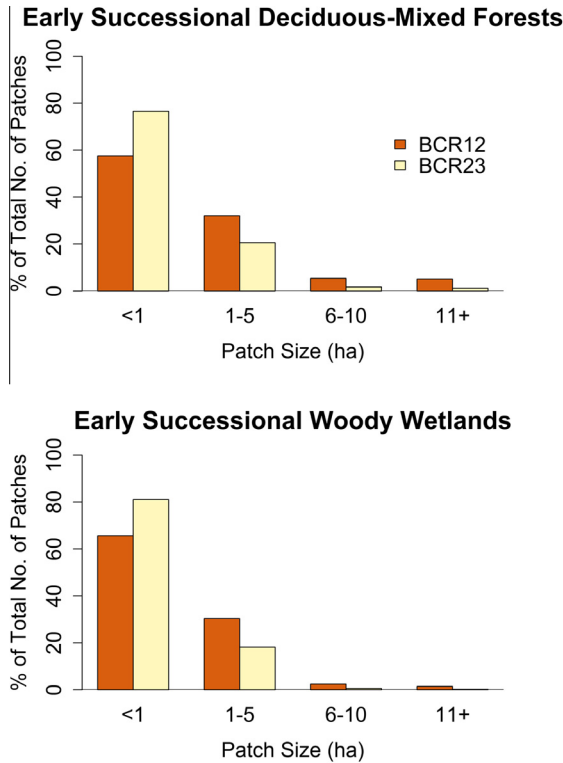 Early Successional Deciduous-Mixed Forests
% of Total No. of Patches
100
80
60
40
20
0
BCR12
BCR23
<1 1-5 6-10 11+
Patch Size (ha)
Early Successional Woody Wetlands
% of Total No. of Patches
100
80
60
40
20
0
<1 1-5 6-10 11+
Patch Size (ha)